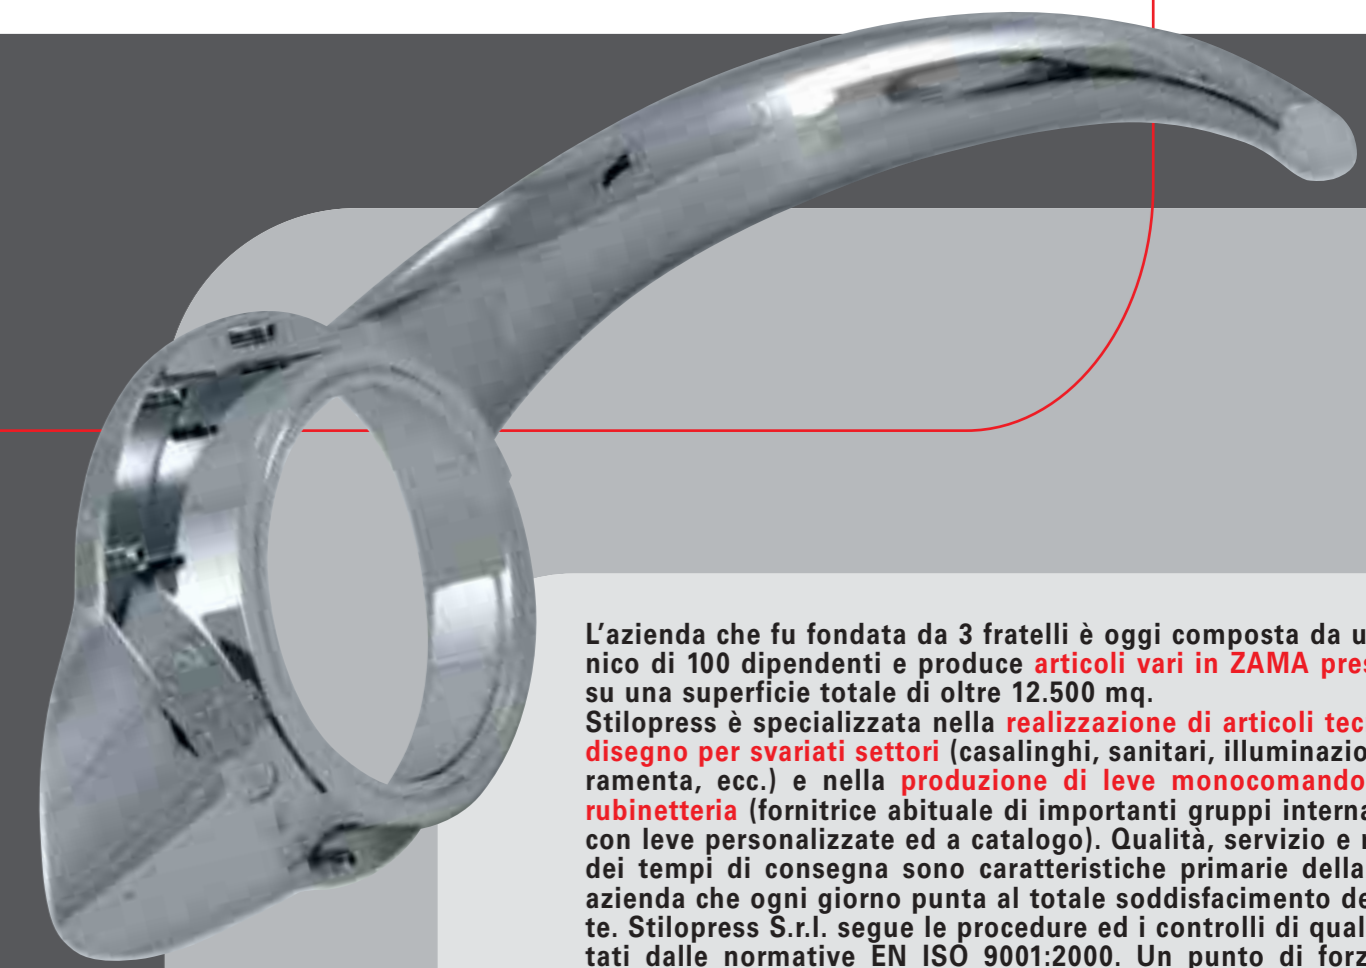 L’azienda che fu fondata da 3 fratelli è oggi composta da u
nico di 100 dipendenti e produce articoli vari in ZAMA pres
su una superficie totale di oltre 12.500 mq.
Stilopress è specializzata nella realizzazione di articoli tec
disegno per svariati settori (casalinghi, sanitari, illuminazio
ramenta, ecc.) e nella produzione di leve monocomando
rubinetteria (fornitrice abituale di importanti gruppi interna
con leve personalizzate ed a catalogo). Qualità, servizio e r
dei tempi di consegna sono caratteristiche primarie della
azienda che ogni giorno punta al totale soddisfacimento de
te. Stilopress S.r.l. segue le procedure ed i controlli di qual
tati dalle normative EN ISO 9001:2000. Un punto di forz